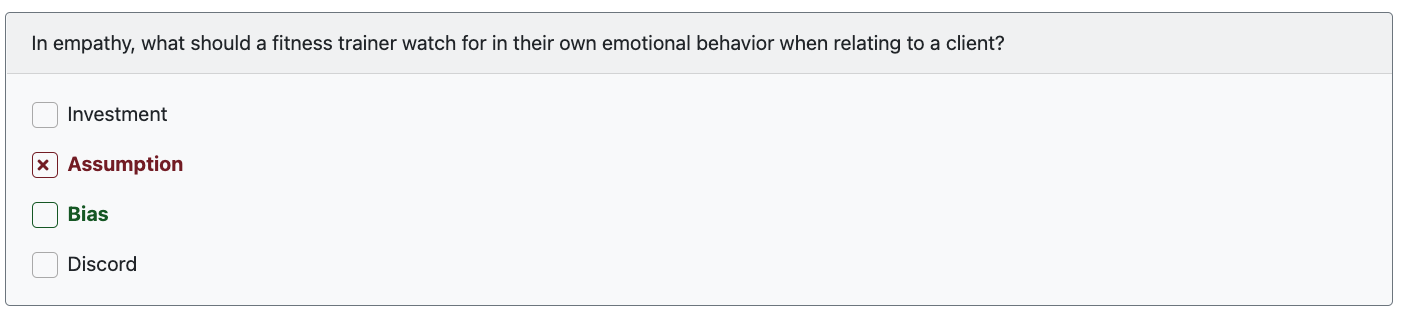 In empathy, what should a fitness trainer watch for in their own emotional behavior when relating to a client?
Investment
Assumption
Bias
Discord